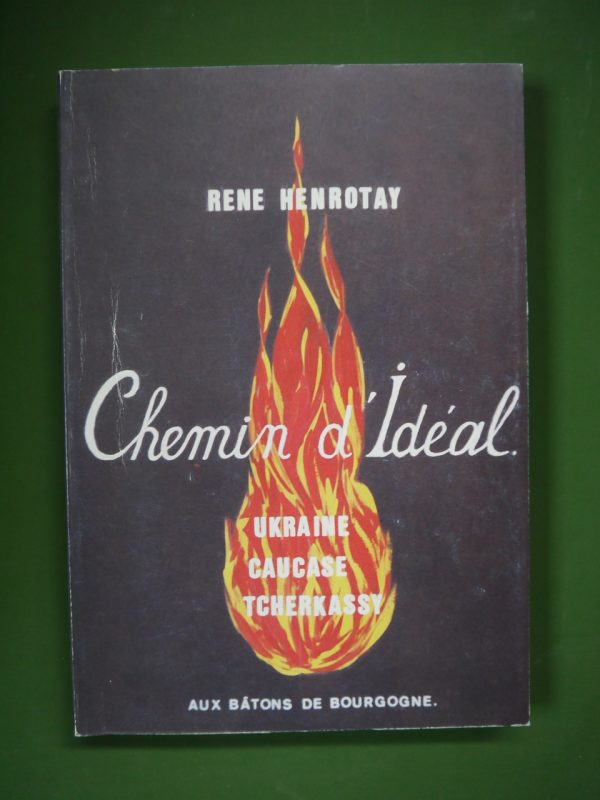 RENE HENROTAY
Chemin d'Idéal.
UKRAINE
CAUCASE
TCHERKASSY
AUX BÂTONS DE BOURGOGNE.